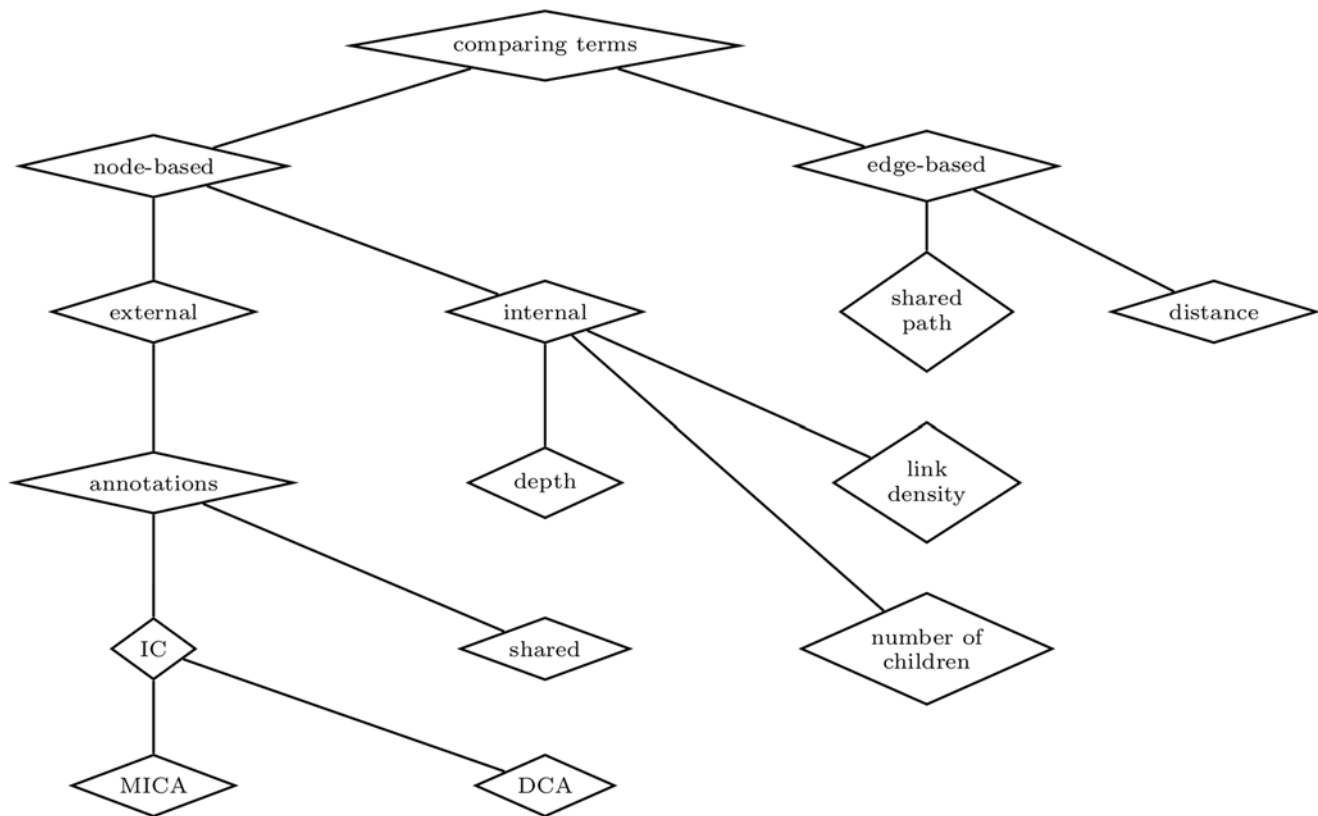 comparing terms
node-based
edge-based
external
internal
shared
path
distance
annotations
depth
link
density
IC
shared
number of
children
MICA
DCA